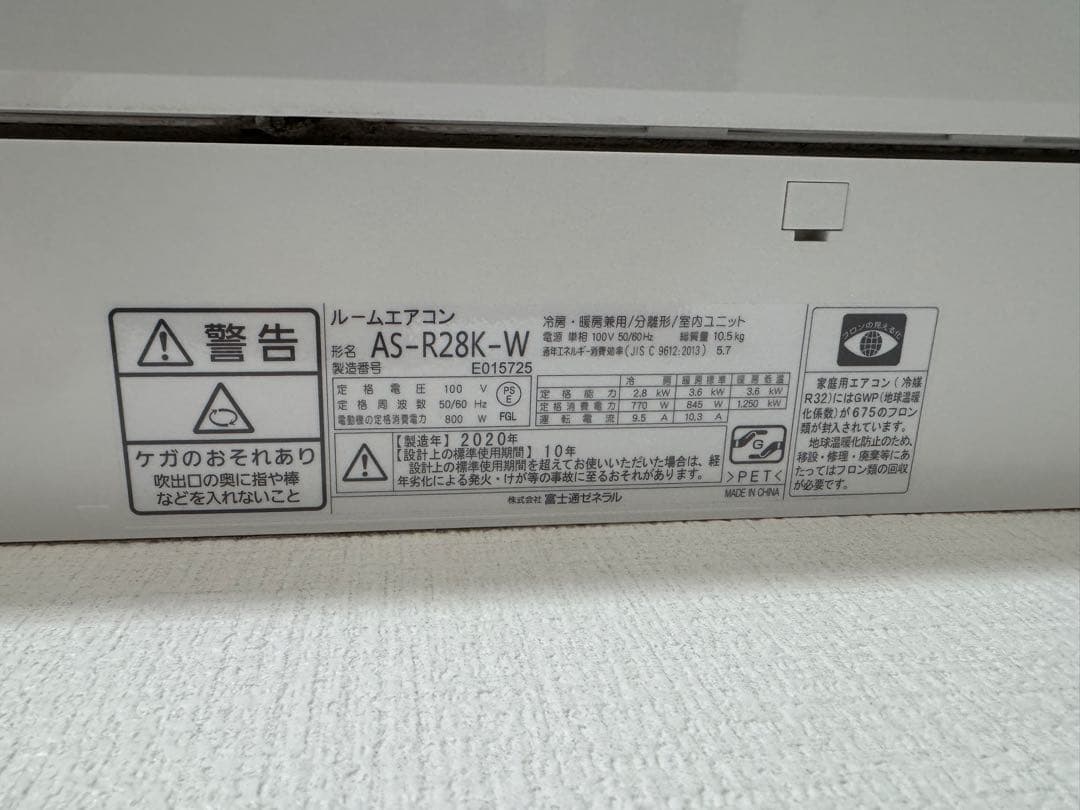 警告
ケガのおそれあり
吹出口の奥に指や棒
などを入れないこと
ルームエアコン
形名 AS-R28K-W
製造番号 E015725
冷房・暖房兼用/分離形/室内ユニット
電源 単相 100V 50/60Hz 総質量 10.5kg
通年エネルギー消費効率(JIS C 9612:2013) 5.7
定格電圧 100 V
定格周波数 50/60 Hz
電動機の定格消費電力 800 W
PS
E
FGL
冷房 暖房標準 暖房低温
定格能力 2.8 kW 3.6 kW 3.6 kW
定格消費電力 770 W 845 W 1,250 kW
運転電流 9.5 A 10.3 A
【製造年】2020年
【設計上の標準使用期間】10年
設計上の標準使用期間を超えてお使いいただいた場合は、経
年劣化による発火・けが等の事故に至るおそれがあります。
G
>PET<
MADE IN CHINA
株式会社 富士通ゼネラル
フロンの見える化
家庭用エアコン(冷媒
R32)にはGWP(地球温暖
化係数)が675のフロン
類が封入されています。
地球温暖化防止のため、
移設・修理・廃棄等にあ
たってはフロン類の回収
が必要です。